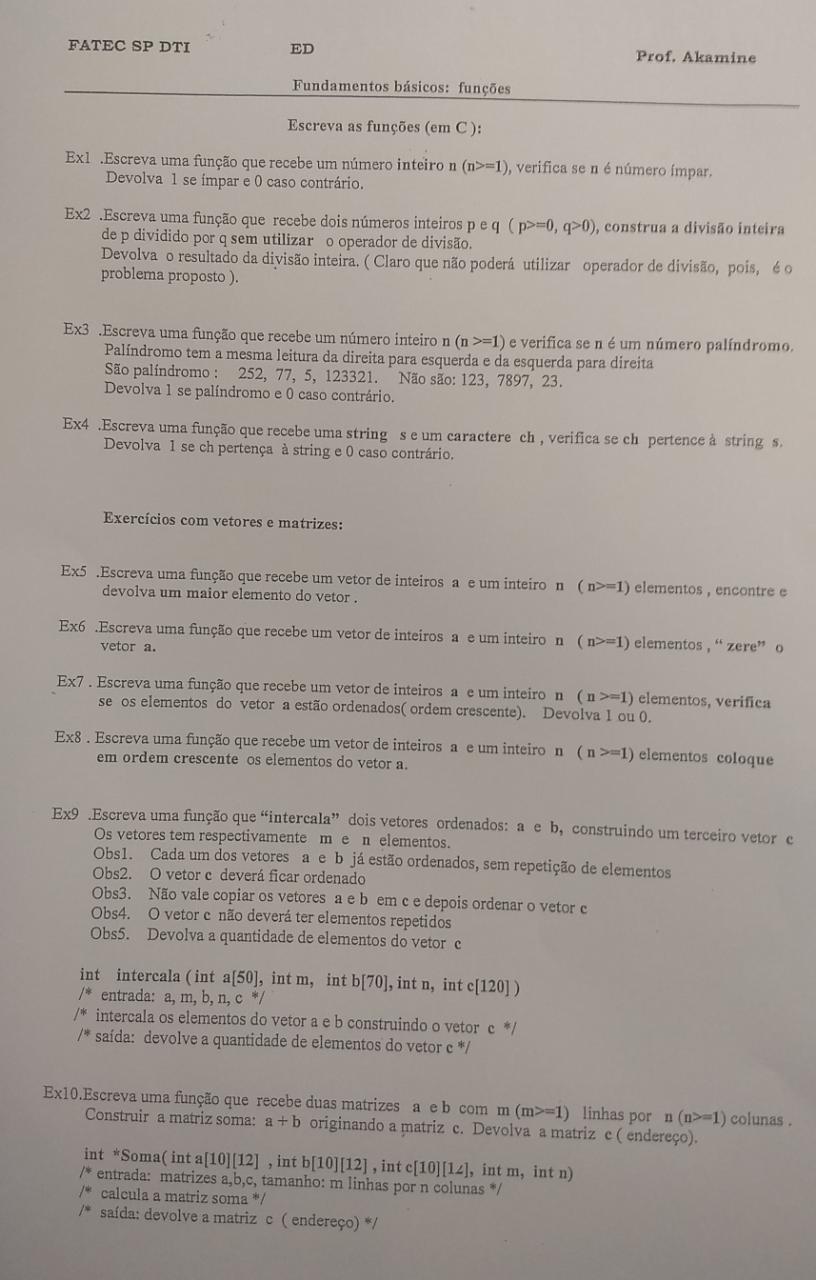 FATEC SP DTI ED Prof. Akamine
Fundamentos básicos: funções
Escreva as funções (em C ):
Ex1 .Escreva uma função que recebe um número inteiro n (n>=1), verifica se n é número ímpar.
Devolva 1 se ímpar e 0 caso contrário.
Ex2 .Escreva uma função que recebe dois números inteiros p e q ( p>=0, q>0), construa a divisão inteira
de p dividido por q sem utilizar o operador de divisão.
Devolva o resultado da divisão inteira. ( Claro que não poderá utilizar operador de divisão, pois, é o
problema proposto ).
Ex3 .Escreva uma função que recebe um número inteiro n (n >=1) e verifica se n é um número palíndromo.
Palíndromo tem a mesma leitura da direita para esquerda e da esquerda para direita
São palíndromo : 252, 77, 5, 123321. Não são: 123, 7897, 23.
Devolva 1 se palíndromo e 0 caso contrário.
Ex4 .Escreva uma função que recebe uma string s e um caractere ch , verifica se ch pertence à string s.
Devolva 1 se ch pertença à string e 0 caso contrário.
Exercícios com vetores e matrizes:
Ex5 .Escreva uma função que recebe um vetor de inteiros a e um inteiro n ( n>=1) elementos , encontre e
devolva um maior elemento do vetor .
Ex6 .Escreva uma função que recebe um vetor de inteiros a e um inteiro n ( n>=1) elementos , “ zere” o
vetor a.
Ex7 . Escreva uma função que recebe um vetor de inteiros a e um inteiro n ( n >=1) elementos, verifica
se os elementos do vetor a estão ordenados( ordem crescente). Devolva 1 ou 0.
Ex8 . Escreva uma função que recebe um vetor de inteiros a e um inteiro n ( n >=1) elementos coloque
em ordem crescente os elementos do vetor a.
Ex9 .Escreva uma função que “intercala” dois vetores ordenados: a e b, construindo um terceiro vetor c
Os vetores tem respectivamente m e n elementos.
Obs1. Cada um dos vetores a e b já estão ordenados, sem repetição de elementos
Obs2. O vetor c deverá ficar ordenado
Obs3. Não vale copiar os vetores a e b em c e depois ordenar o vetor c
Obs4. O vetor c não deverá ter elementos repetidos
Obs5. Devolva a quantidade de elementos do vetor c
int intercala ( int a[50], int m, int b[70], int n, int c[120] )
/* entrada: a, m, b, n, c */
/* intercala os elementos do vetor a e b construindo o vetor c */
/* saída: devolve a quantidade de elementos do vetor c */
Ex10.Escreva uma função que recebe duas matrizes a e b com m (m>=1) linhas por n (n>=1) colunas .
Construir a matriz soma: a + b originando a matriz c. Devolva a matriz c ( endereço).
int *Soma( int a[10][12] , int b[10][12] , int c[10][12], int m, int n)
/* entrada: matrizes a,b,c, tamanho: m linhas por n colunas */
/* calcula a matriz soma */
/* saída: devolve a matriz c ( endereço) */